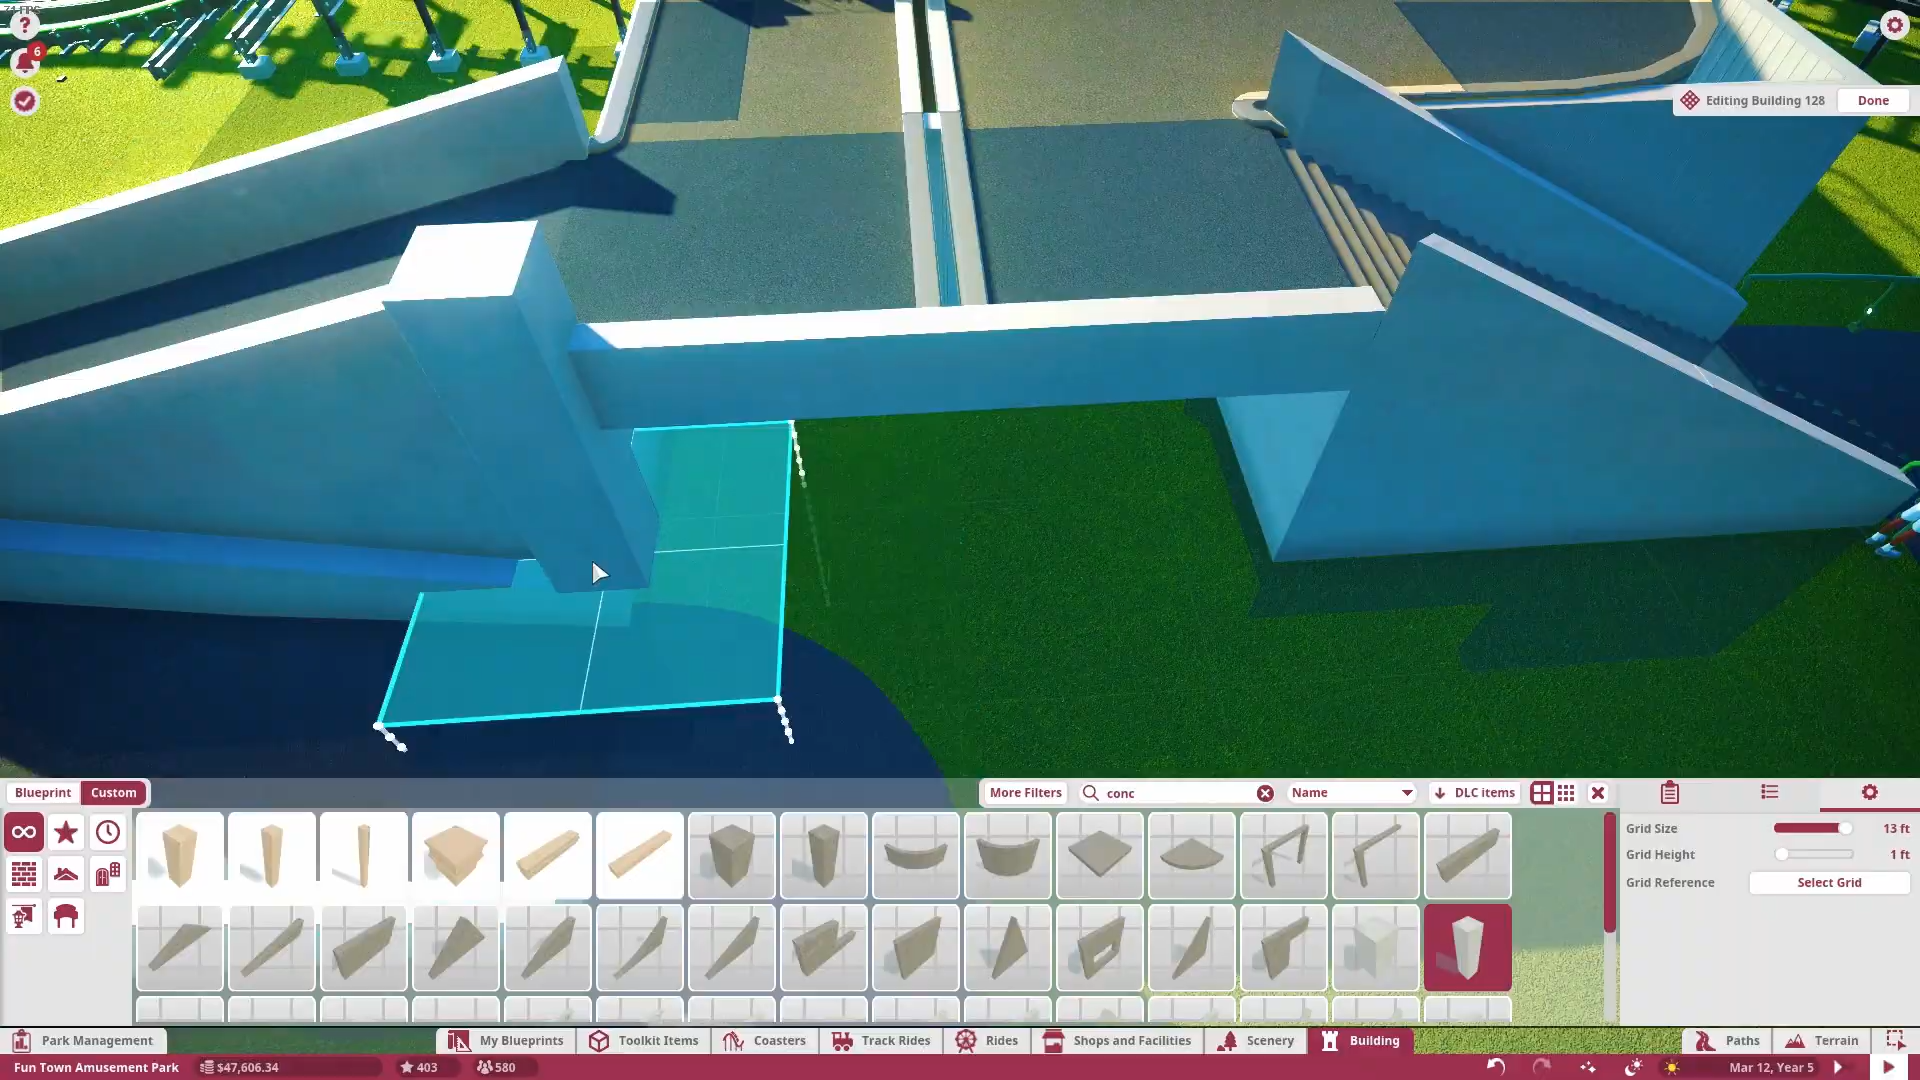 74 FPS
6
Editing Building 128
Done
Blueprint
Custom
More Filters
conc
Name
DLC items
Grid Size
13 ft
Grid Height
1 ft
Grid Reference
Select Grid
Park Management
My Blueprints
Toolkit Items
Coasters
Track Rides
Rides
Shops and Facilities
Scenery
Building
Paths
Terrain
Fun Town Amusement Park
$47,606.34
403
580
Mar 12, Year 5